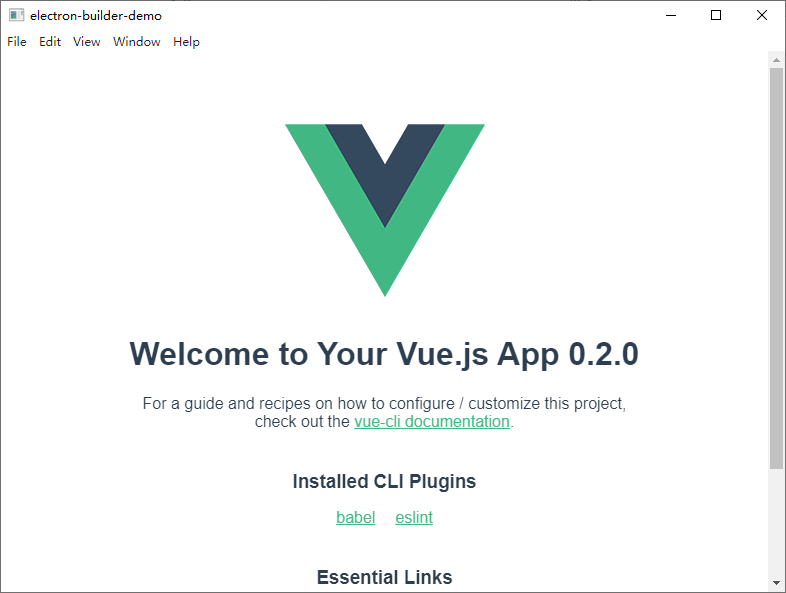 electron-builder-demo
File Edit View Window Help
Welcome to Your Vue.js App 0.2.0
For a guide and recipes on how to configure / customize this project,
check out the vue-cli documentation.
Installed CLI Plugins
babel eslint
Essential Links